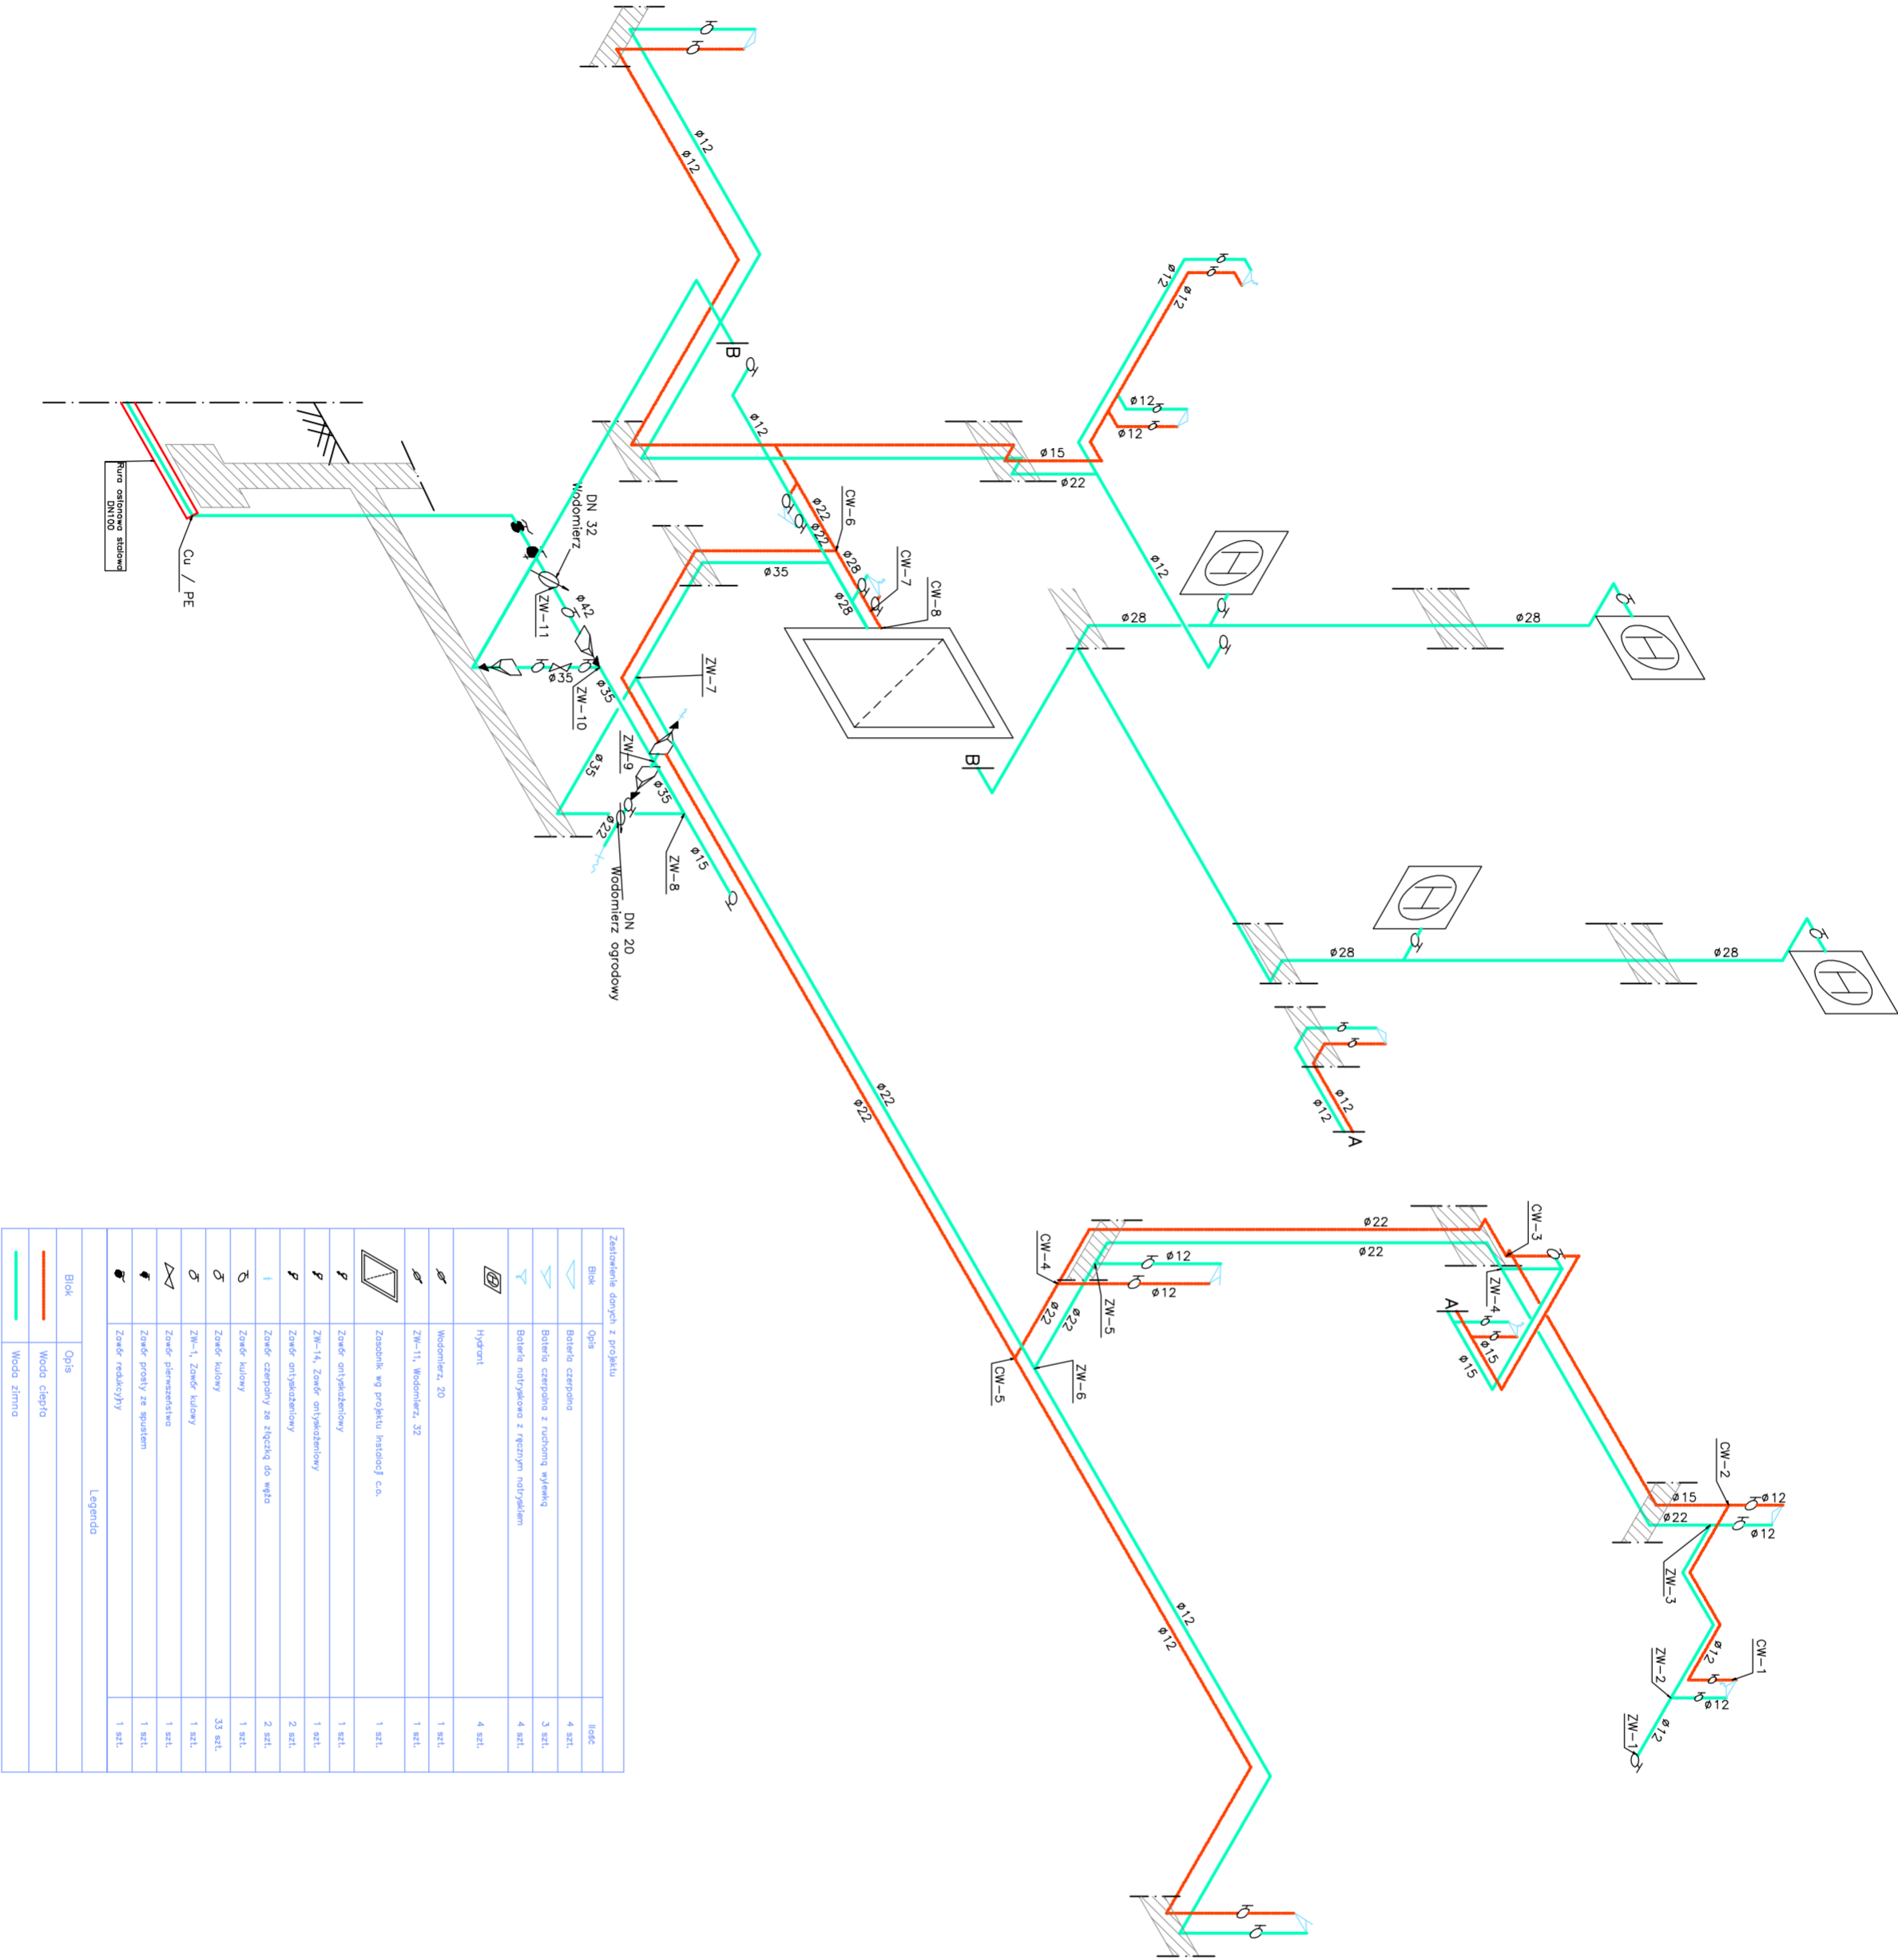 ø28
ø12
ø12
CW-1
ø12
ø12
CW-2
ø28
ø15
ø12
ø22
ZW-3
ZW-2
ø12
ZW-1
CW-3
ø28
ø22
ø22
ZW-4
A
ø15
ø15
ø28
A
ø12
ø12
ø12
ø12
ø12
ø12
ø12
ø12
ø12
ø12
ø12
ø28
ø15
ø22
ZW-5
ø22
ø22
CW-4
ZW-6
CW-5
B
CW-8
CW-7
ø22
ø22
CW-6
ø28
ø28
ø22
ø22
ø35
ø12
B
ø12
ø12
ZW-7
ø15
ZW-8
ø35
ZW-9
ø35
ø35
ø22
DN 20
Wodomierz ogrodowy
DN 32
Wodomierz
ø42
ZW-10
ø35
ZW-11
Cu / PE
Rura osłonowa stalowa
DN100
Zestawienie danych z projektu
Blok Opis Ilość
Bateria czerpalna 4 szt.
Bateria czerpalna z ruchomą wylewką 3 szt.
Bateria natryskowa z ręcznym natryskiem 4 szt.
Hydrant 4 szt.
Wodomierz, 20 1 szt.
ZW-11, Wodomierz, 32 1 szt.
Zasobnik wg projektu instalacji c.o. 1 szt.
Zawór antyskażeniowy 1 szt.
ZW-14, Zawór antyskażeniowy 1 szt.
Zawór antyskażeniowy 2 szt.
Zawór czerpalny ze złączką do węża 2 szt.
Zawór kulowy 1 szt.
Zawór kulowy 33 szt.
ZW-1, Zawór kulowy 1 szt.
Zawór pierwszeństwa 1 szt.
Zawór prosty ze spustem 1 szt.
Zawór redukcyjny 1 szt.
Legenda
Blok Opis
Woda ciepła
Woda zimna